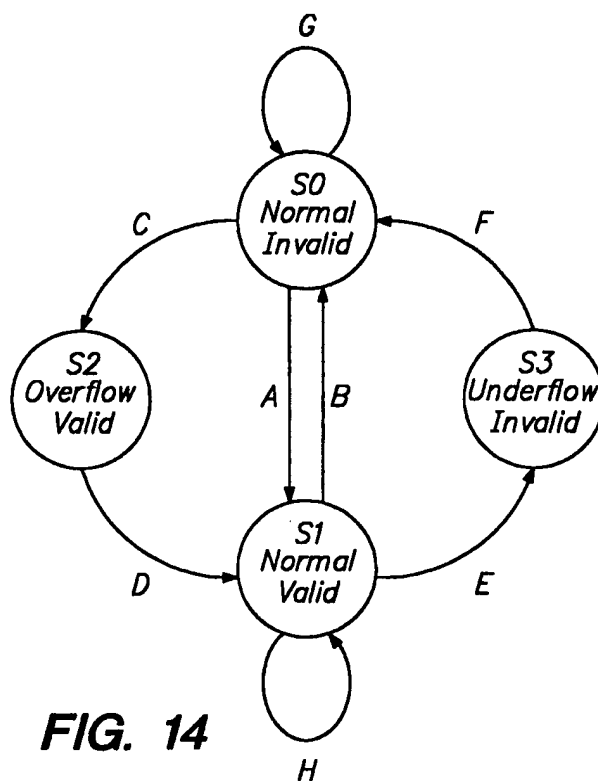 G
S0
Normal
Invalid
C
F
S2
Overflow
Valid
A
B
S3
Underflow
Invalid
S1
Normal
Valid
D
E
FIG. 14
H